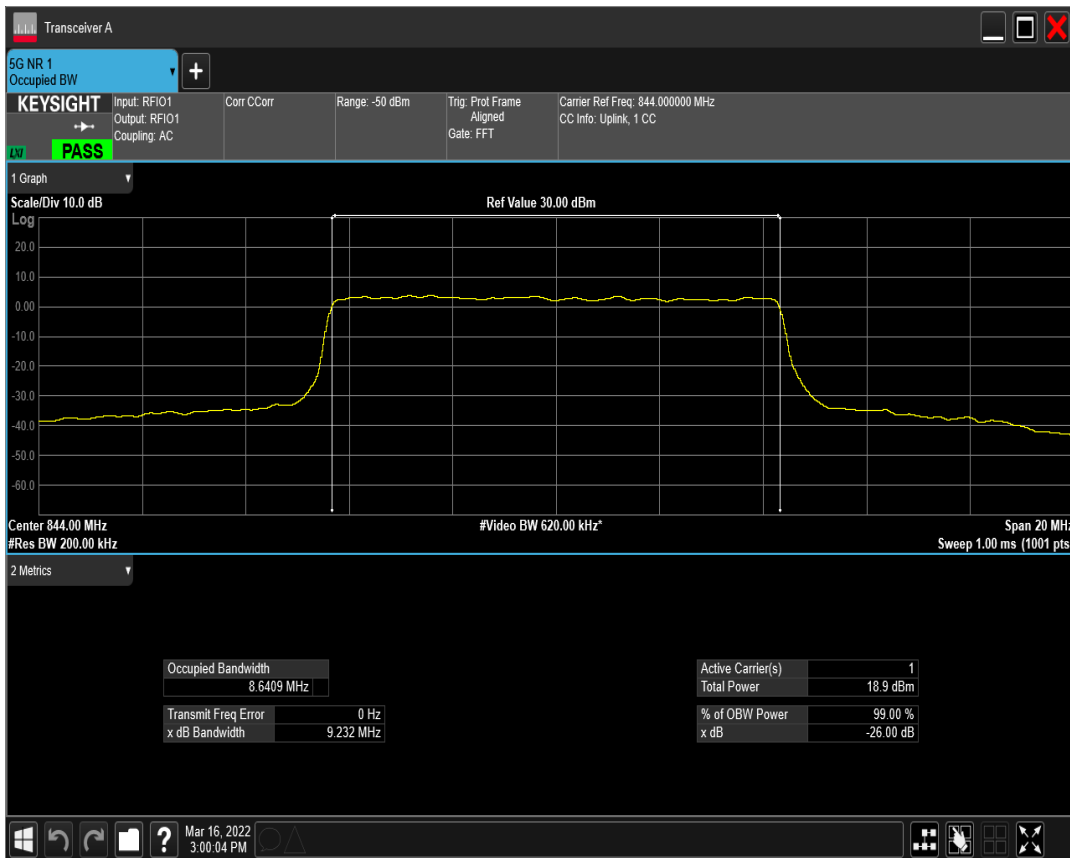 Transceiver A
5G NR 1
Occupied BW
KEYSIGHT
LXI
PASS
Input: RFIO1
Output: RFIO1
Coupling: AC
Corr CCorr
Range: -50 dBm
Trig: Prot Frame
Aligned
Gate: FFT
Carrier Ref Freq: 844.000000 MHz
CC Info: Uplink, 1 CC
1 Graph
Scale/Div 10.0 dB
Ref Value 30.00 dBm
Log
20.0
10.0
0.00
-10.0
-20.0
-30.0
-40.0
-50.0
-60.0
Center 844.00 MHz
#Video BW 620.00 kHz*
Span 20 MHz
#Res BW 200.00 kHz
Sweep 1.00 ms (1001 pts
2 Metrics
Occupied Bandwidth
8.6409 MHz
Transmit Freq Error 0 Hz
x dB Bandwidth 9.232 MHz
Active Carrier(s) 1
Total Power 18.9 dBm
% of OBW Power 99.00 %
x dB -26.00 dB
?
Mar 16, 2022
3:00:04 PM